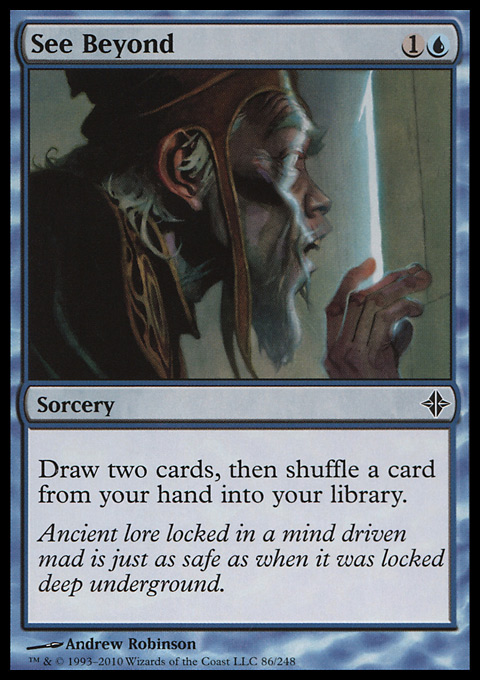 See Beyond 1
Sorcery
Draw two cards, then shuffle a card
from your hand into your library.
Ancient lore locked in a mind driven
mad is just as safe as when it was locked
deep underground.
Andrew Robinson
™ & © 1993–2010 Wizards of the Coast LLC 86/248